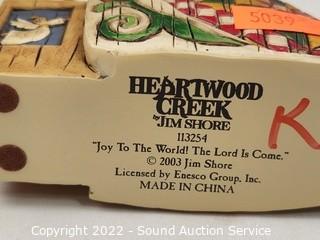 5039
HEARTWOOD
CREEK
by JIM SHORE
113254
"Joy To The World! The Lord Is Come."
© 2003 Jim Shore
Licensed by Enesco Group, Inc.
MADE IN CHINA
K
Copyright 2022 - Sound Auction Service